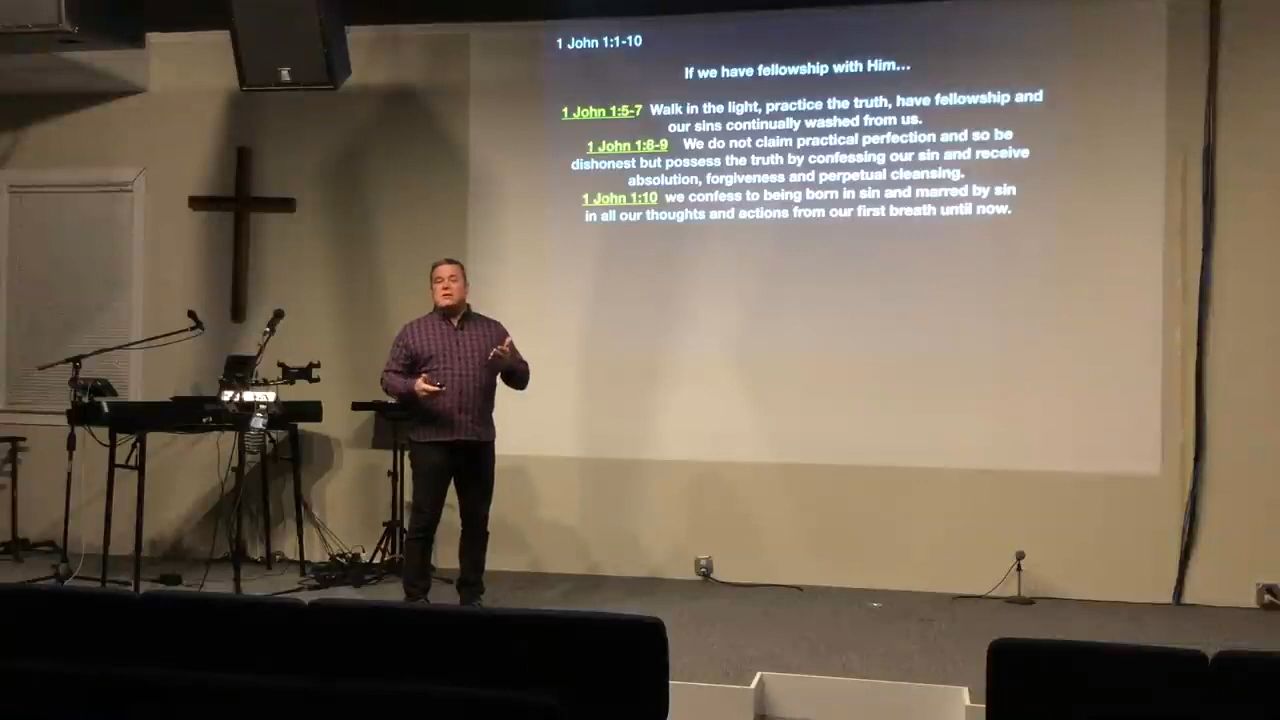 1 John 1:1-10
If we have fellowship with Him...
1 John 1:5-7 Walk in the light, practice the truth, have fellowship and
our sins continually washed from us.
1 John 1:8-9 We do not claim practical perfection and so be
dishonest but possess the truth by confessing our sin and receive
absolution, forgiveness and perpetual cleansing.
1 John 1:10 we confess to being born in sin and marred by sin
in all our thoughts and actions from our first breath until now.